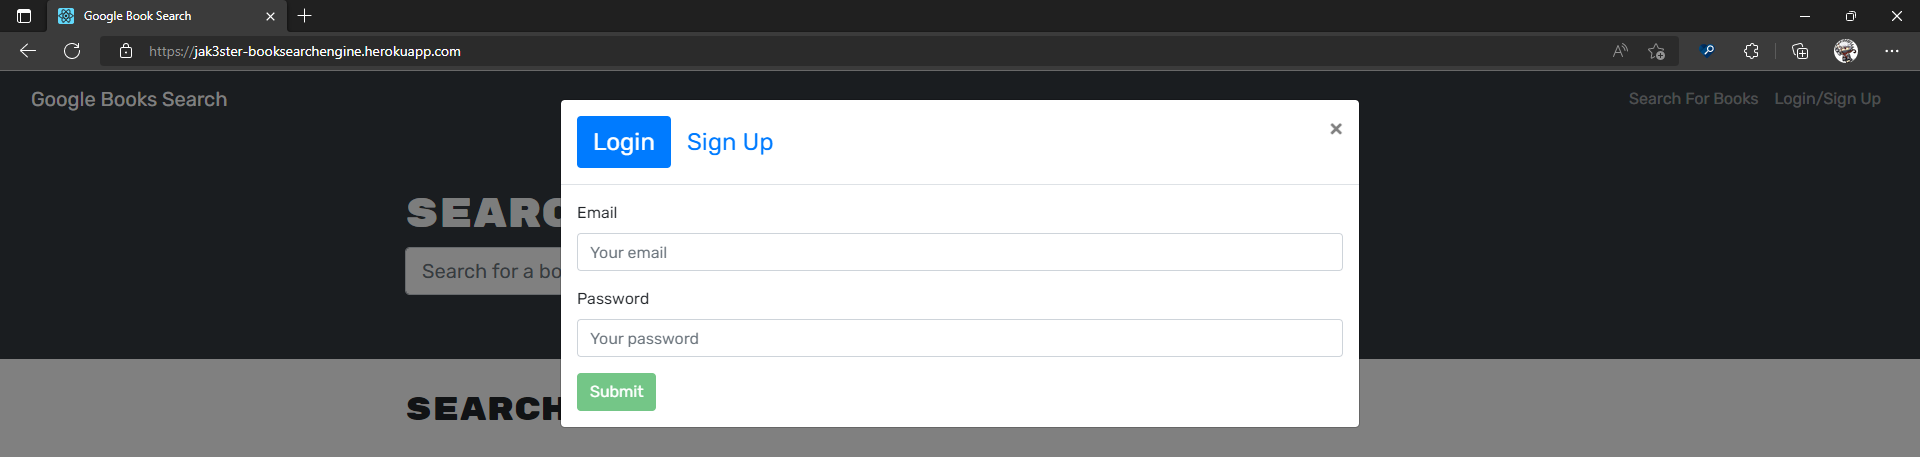 Google Book Search
https://jak3ster-booksearchengine.herokuapp.com
Google Books Search
Search For Books
Login/Sign Up
Login
Sign Up
×
SEARC
Search for a bo
Email
Your email
Password
Your password
Submit
SEARCH